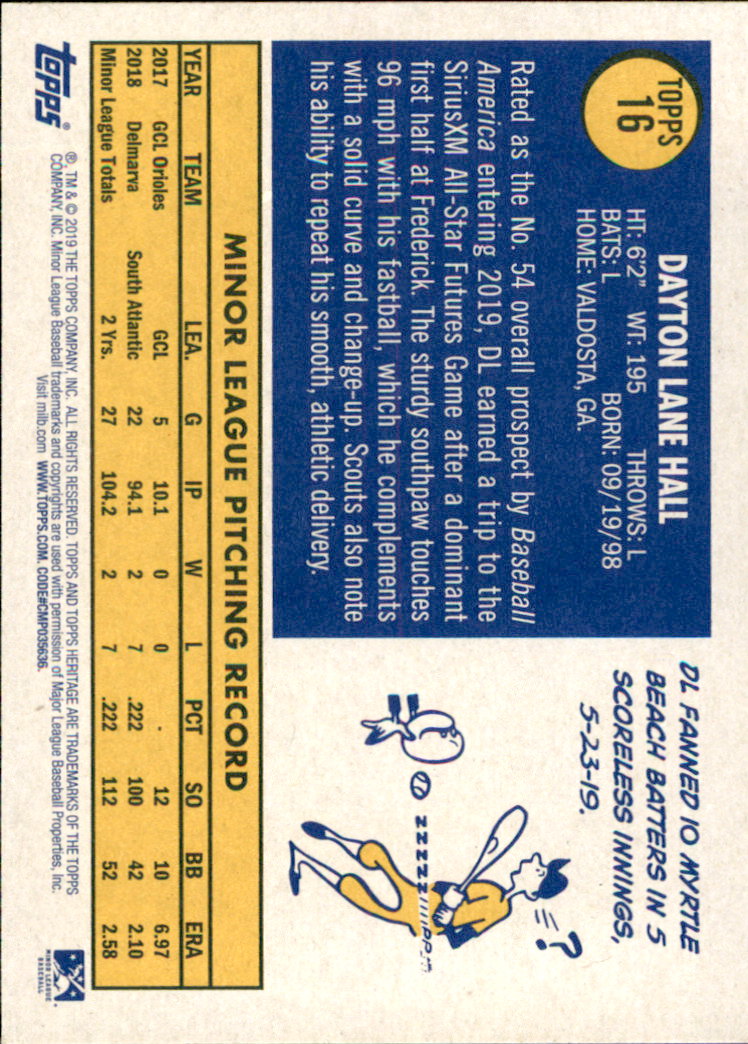 TOPPS
16
DAYTON LANE HALL
HT: 6'2" WT: 195 THROWS: L
BATS: L BORN: 09/19/98
HOME: VALDOSTA, GA.
Rated as the No. 54 overall prospect by Baseball
America entering 2019, DL earned a trip to the
SiriusXM All-Star Futures Game after a dominant
first half at Frederick. The sturdy southpaw touches
96 mph with his fastball, which he complements
with a solid curve and change-up. Scouts also note
his ability to repeat his smooth, athletic delivery.
DL FANNED 10 MYRTLE
BEACH BATTERS IN 5
SCORELESS INNINGS,
5-23-19.
?
ZZZZZZIIIIPP
MINOR LEAGUE PITCHING RECORD
YEAR TEAM LEA. G IP W L PCT SO BB ERA
2017 GCL Orioles GCL 5 10.1 0 0 . 12 10 6.97
2018 Delmarva South Atlantic 22 94.1 2 7 .222 100 42 2.10
Minor League Totals 2 Yrs. 27 104.2 2 7 .222 112 52 2.58
topps®
®, TM & © 2019 THE TOPPS COMPANY, INC. ALL RIGHTS RESERVED. TOPPS AND TOPPS HERITAGE ARE TRADEMARKS OF THE TOPPS
COMPANY, INC. Minor League Baseball trademarks and copyrights are used with permission of Major League Baseball Properties, Inc.
Visit milb.com WWW.TOPPS.COM. CODE#CMP035636.
MINOR LEAGUE
BASEBALL